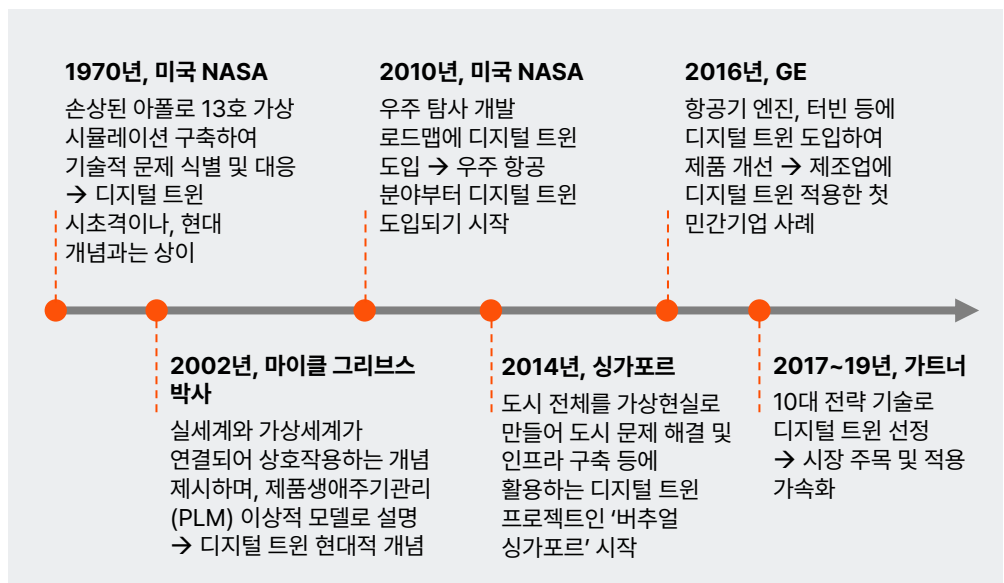 1970년, 미국 NASA
손상된 아폴로 13호 가상
시뮬레이션 구축하여
기술적 문제 식별 및 대응
→ 디지털 트윈
시초격이나, 현대
개념과는 상이
2010년, 미국 NASA
우주 탐사 개발
로드맵에 디지털 트윈
도입 → 우주 항공
분야부터 디지털 트윈
도입되기 시작
2016년, GE
항공기 엔진, 터빈 등에
디지털 트윈 도입하여
제품 개선 → 제조업에
디지털 트윈 적용한 첫
민간기업 사례
2002년, 마이클 그리브스
박사
실세계와 가상세계가
연결되어 상호작용하는 개념
제시하며, 제품생애주기관리
(PLM) 이상적 모델로 설명
→ 디지털 트윈 현대적 개념
2014년, 싱가포르
도시 전체를 가상현실로
만들어 도시 문제 해결 및
인프라 구축 등에
활용하는 디지털 트윈
프로젝트인 ‘버추얼
싱가포르’ 시작
2017~19년, 가트너
10대 전략 기술로
디지털 트윈 선정
→ 시장 주목 및 적용
가속화